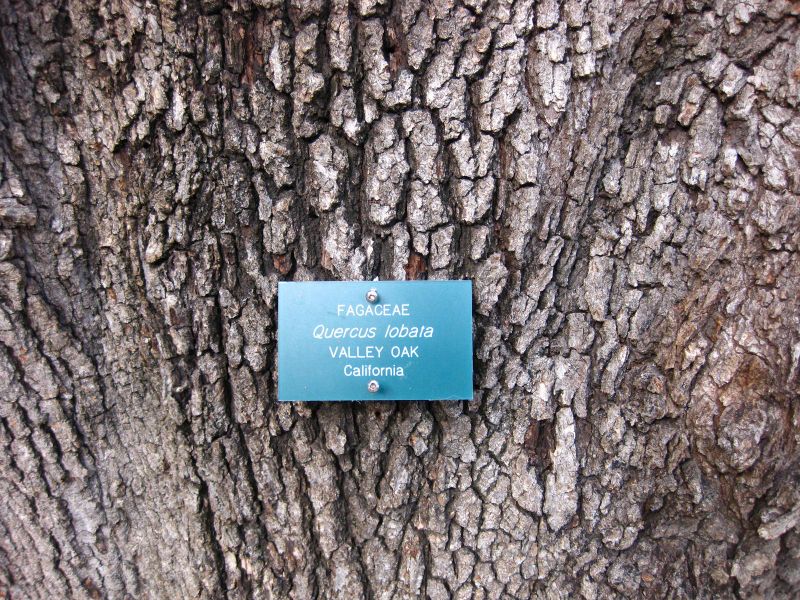 FAGACEAE
Quercus lobata
VALLEY OAK
California